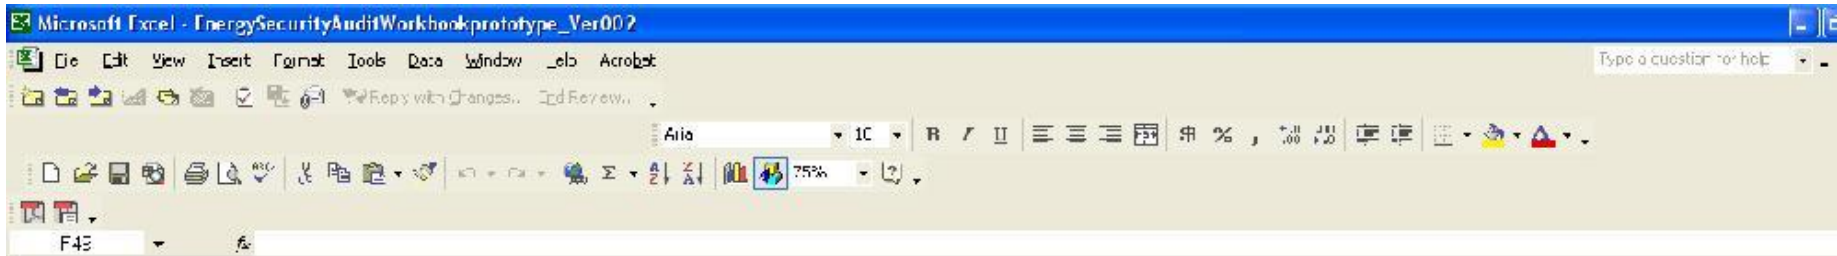 Microsoft Excel - EnergySecurityAuditWorkbookprototype_Ver002
File Edit View Insert Format Tools Data Window Help Acrobat Type a question for help
Reply with Changes... End Review...
Arial 10 B I U % ,
75%
fx